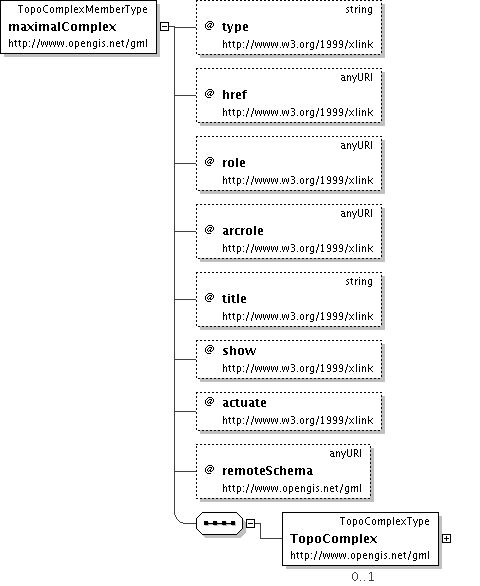 TopoComplexMemberType
maximalComplex
http://www.opengis.net/gml
string
@ type
http://www.w3.org/1999/xlink
anyURI
@ href
http://www.w3.org/1999/xlink
anyURI
@ role
http://www.w3.org/1999/xlink
anyURI
@ arcrole
http://www.w3.org/1999/xlink
string
@ title
http://www.w3.org/1999/xlink
@ show
http://www.w3.org/1999/xlink
@ actuate
http://www.w3.org/1999/xlink
anyURI
@ remoteSchema
http://www.opengis.net/gml
TopoComplexType
TopoComplex
http://www.opengis.net/gml
0..1